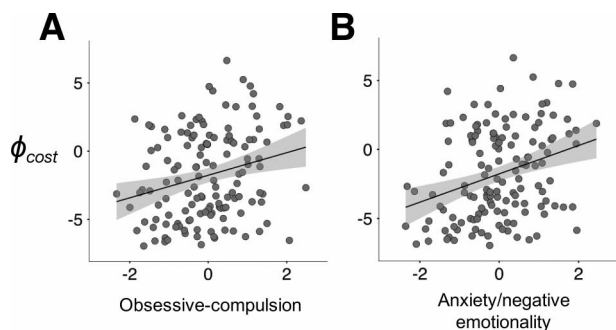 A
B
5
0
-5
ϕcost
-2
0
2
Obsessive-compulsion
5
0
-5
-2
0
2
Anxiety/negative
emotionality